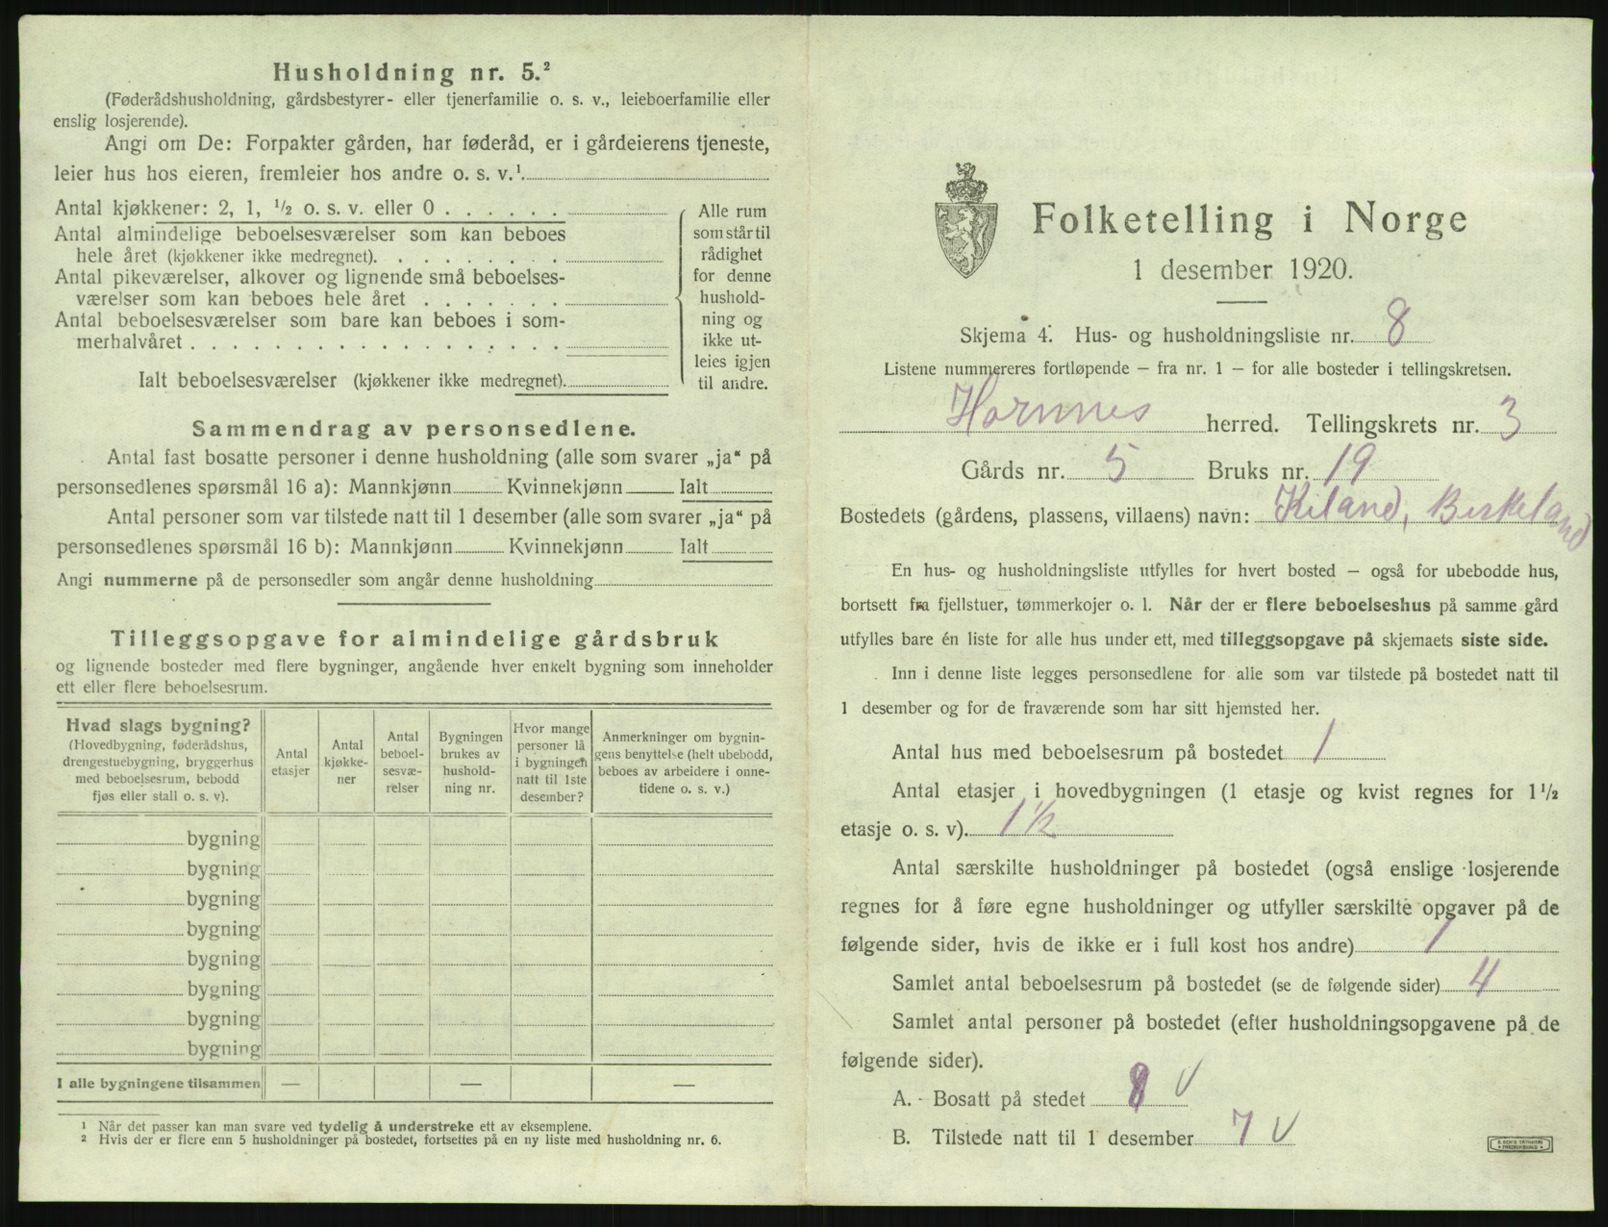 Husholdning nr. 5.²
(Føderådshusholdning, gårdsbestyrer- eller tjenerfamilie o. s. v., leieboerfamilie eller
enslig losjerende).
Angi om De: Forpakter gården, har føderåd, er i gårdeierens tjeneste,
leier hus hos eieren, fremleier hos andre o. s. v.¹
Antal kjøkkener: 2, 1, ½ o. s. v. eller 0 . . . . . .
Antal almindelige beboelsesværelser som kan beboes
hele året (kjøkkener ikke medregnet). . . . . . . .
Antal pikeværelser, alkover og lignende små beboelses-
værelser som kan beboes hele året . . . . . . .
Antal beboelsesværelser som bare kan beboes i som-
merhalvåret . . . . . . . . . . . . . . . . . .
Ialt beboelsesværelser (kjøkkener ikke medregnet).
Alle rum
som står til
rådighet
for denne
hushold-
ning og
ikke ut-
leies igjen
til andre.
Sammendrag av personsedlene.
Antal fast bosatte personer i denne husholdning (alle som svarer „ja“ på
personsedlenes spørsmål 16 a): Mannkjønn Kvinnekjønn Ialt
Antal personer som var tilstede natt til 1 desember (alle som svarer „ja“ på
personsedlenes spørsmål 16 b): Mannkjønn Kvinnekjønn Ialt
Angi nummerne på de personsedler som angår denne husholdning
Tilleggsopgave for almindelige gårdsbruk
og lignende bosteder med flere bygninger, angående hver enkelt bygning som inneholder
ett eller flere beboelsesrum.
Hvad slags bygning?
(Hovedbygning, føderådshus,
drengestuebygning, bryggerhus
med beboelsesrum, bebodd
fjøs eller stall o. s. v).
Antal
etasjer
Antal
kjøkke-
ner
Antal
beboel-
sesvæ-
relser
Bygningen
brukes av
hushold-
ning nr.
Hvor mange
personer lå
i bygningen
natt til 1ste
desember?
Anmerkninger om bygnin-
gens benyttelse (helt ubebodd,
beboes av arbeidere i onne-
tidene o. s. v.)
bygning
bygning
bygning
bygning
bygning
bygning
bygning
bygning
I alle bygningene tilsammen — — —
¹ Når det passer kan man svare ved tydelig å understreke ett av eksemplene.
² Hvis der er flere enn 5 husholdninger på bostedet, fortsettes på en ny liste med husholdning nr. 6.
Folketelling i Norge
1 desember 1920.
Skjema 4. Hus- og husholdningsliste nr. 8
Listene nummereres fortløpende – fra nr. 1 – for alle bosteder i tellingskretsen.
Hornnes herred. Tellingskrets nr. 3
Gårds nr. 5 Bruks nr. 19
Bostedets (gårdens, plassens, villaens) navn: Kiland, Birkeland
En hus- og husholdningsliste utfylles for hvert bosted – også for ubebodde hus,
bortsett fra fjellstuer, tømmerkojer o. l. Når der er flere beboelseshus på samme gård
utfylles bare én liste for alle hus under ett, med tilleggsopgave på skjemaets siste side.
Inn i denne liste legges personsedlene for alle som var tilstede på bostedet natt til
1 desember og for de fraværende som har sitt hjemsted her.
Antal hus med beboelsesrum på bostedet 1
Antal etasjer i hovedbygningen (1 etasje og kvist regnes for 1½
etasje o. s. v). 1½
Antal særskilte husholdninger på bostedet (også enslige losjerende
regnes for å føre egne husholdninger og utfyller særskilte opgaver på de
følgende sider, hvis de ikke er i full kost hos andre) 1
Samlet antal beboelsesrum på bostedet (se de følgende sider) 4
Samlet antal personer på bostedet (efter husholdningsopgavene på de
følgende sider).
A. Bosatt på stedet 8 V
B. Tilstede natt til 1 desember 7 V